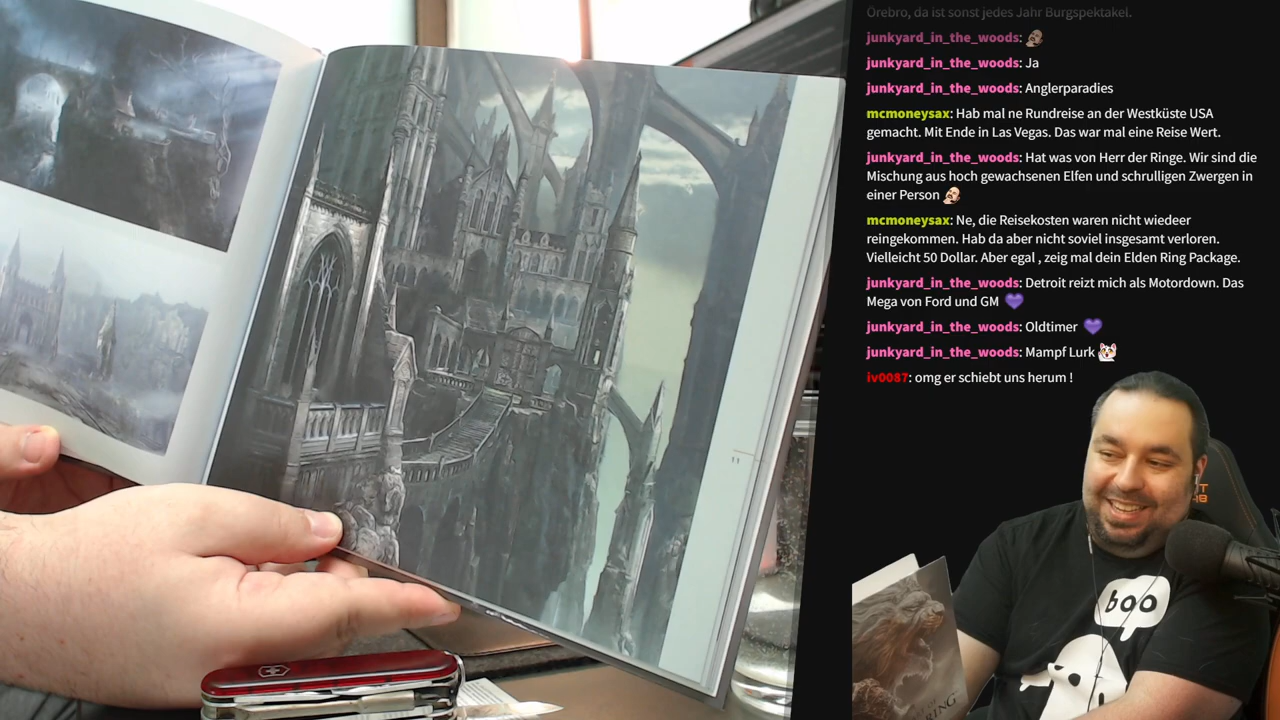 Örebro, da ist sonst jedes Jahr Burgspektakel.
junkyard_in_the_woods:
junkyard_in_the_woods: Ja
junkyard_in_the_woods: Anglerparadies
mcmoneysax: Hab mal ne Rundreise an der Westküste USA
gemacht. Mit Ende in Las Vegas. Das war mal eine Reise Wert.
junkyard_in_the_woods: Hat was von Herr der Ringe. Wir sind die
Mischung aus hoch gewachsenen Elfen und schrulligen Zwergen in
einer Person
mcmoneysax: Ne, die Reisekosten waren nicht wiedeer
reingekommen. Hab da aber nicht soviel insgesamt verloren.
Vielleicht 50 Dollar. Aber egal , zeig mal dein Elden Ring Package.
junkyard_in_the_woods: Detroit reizt mich als Motordown. Das
Mega von Ford und GM
junkyard_in_the_woods: Oldtimer
junkyard_in_the_woods: Mampf Lurk
iv0087: omg er schiebt uns herum !
11
boo
RING